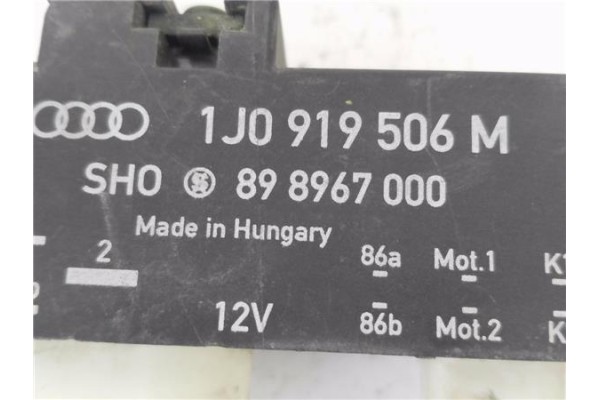 1J0 919 506 M
SHO 89 8967 000
Made in Hungary
2 86a Mot.1
12V 86b Mot.2